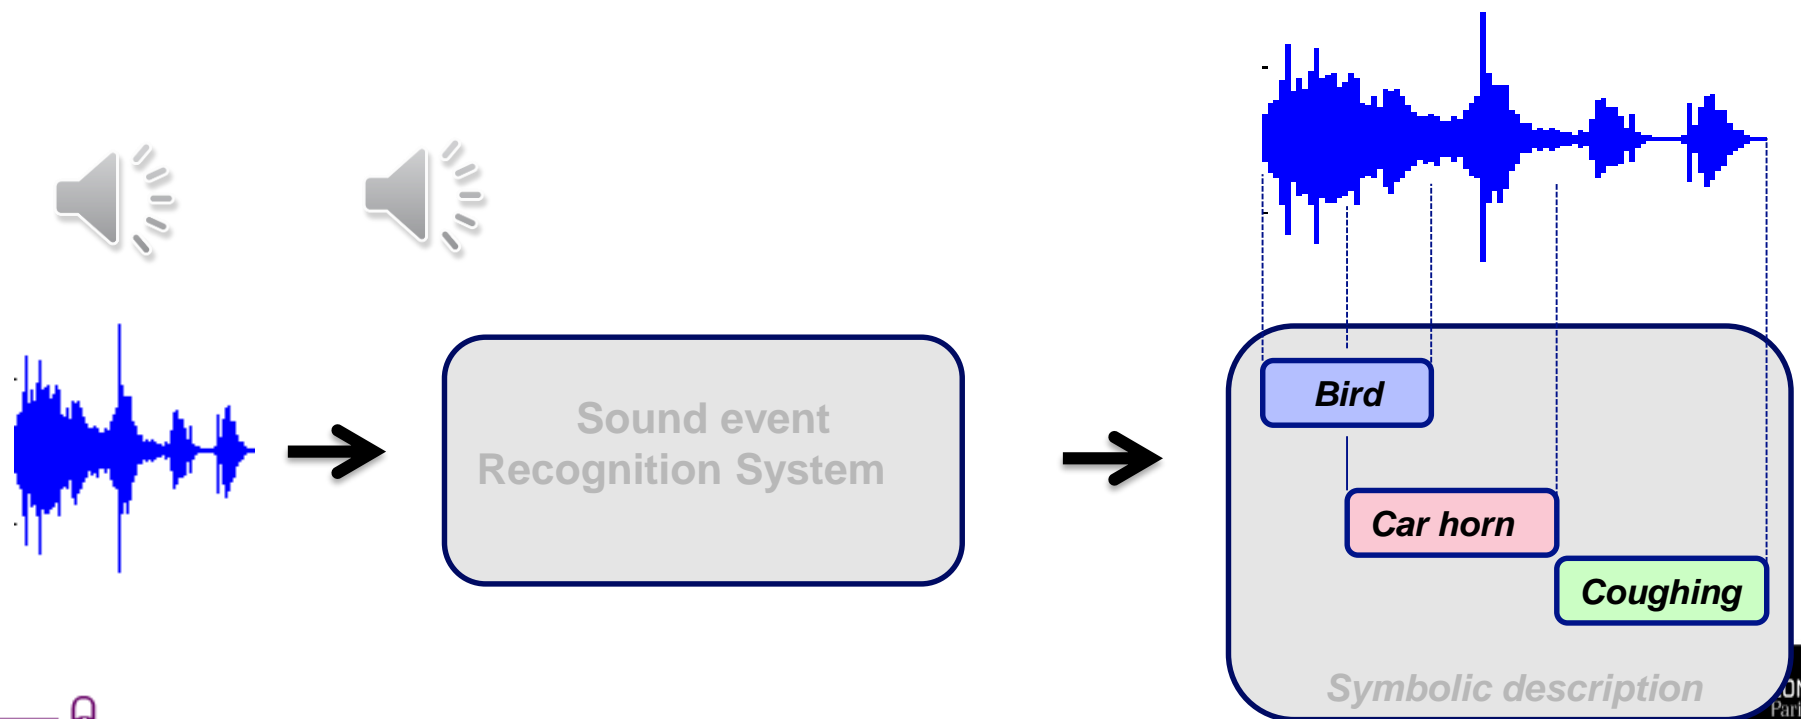 Sound event
Recognition System
Bird
Car horn
Coughing
Symbolic description